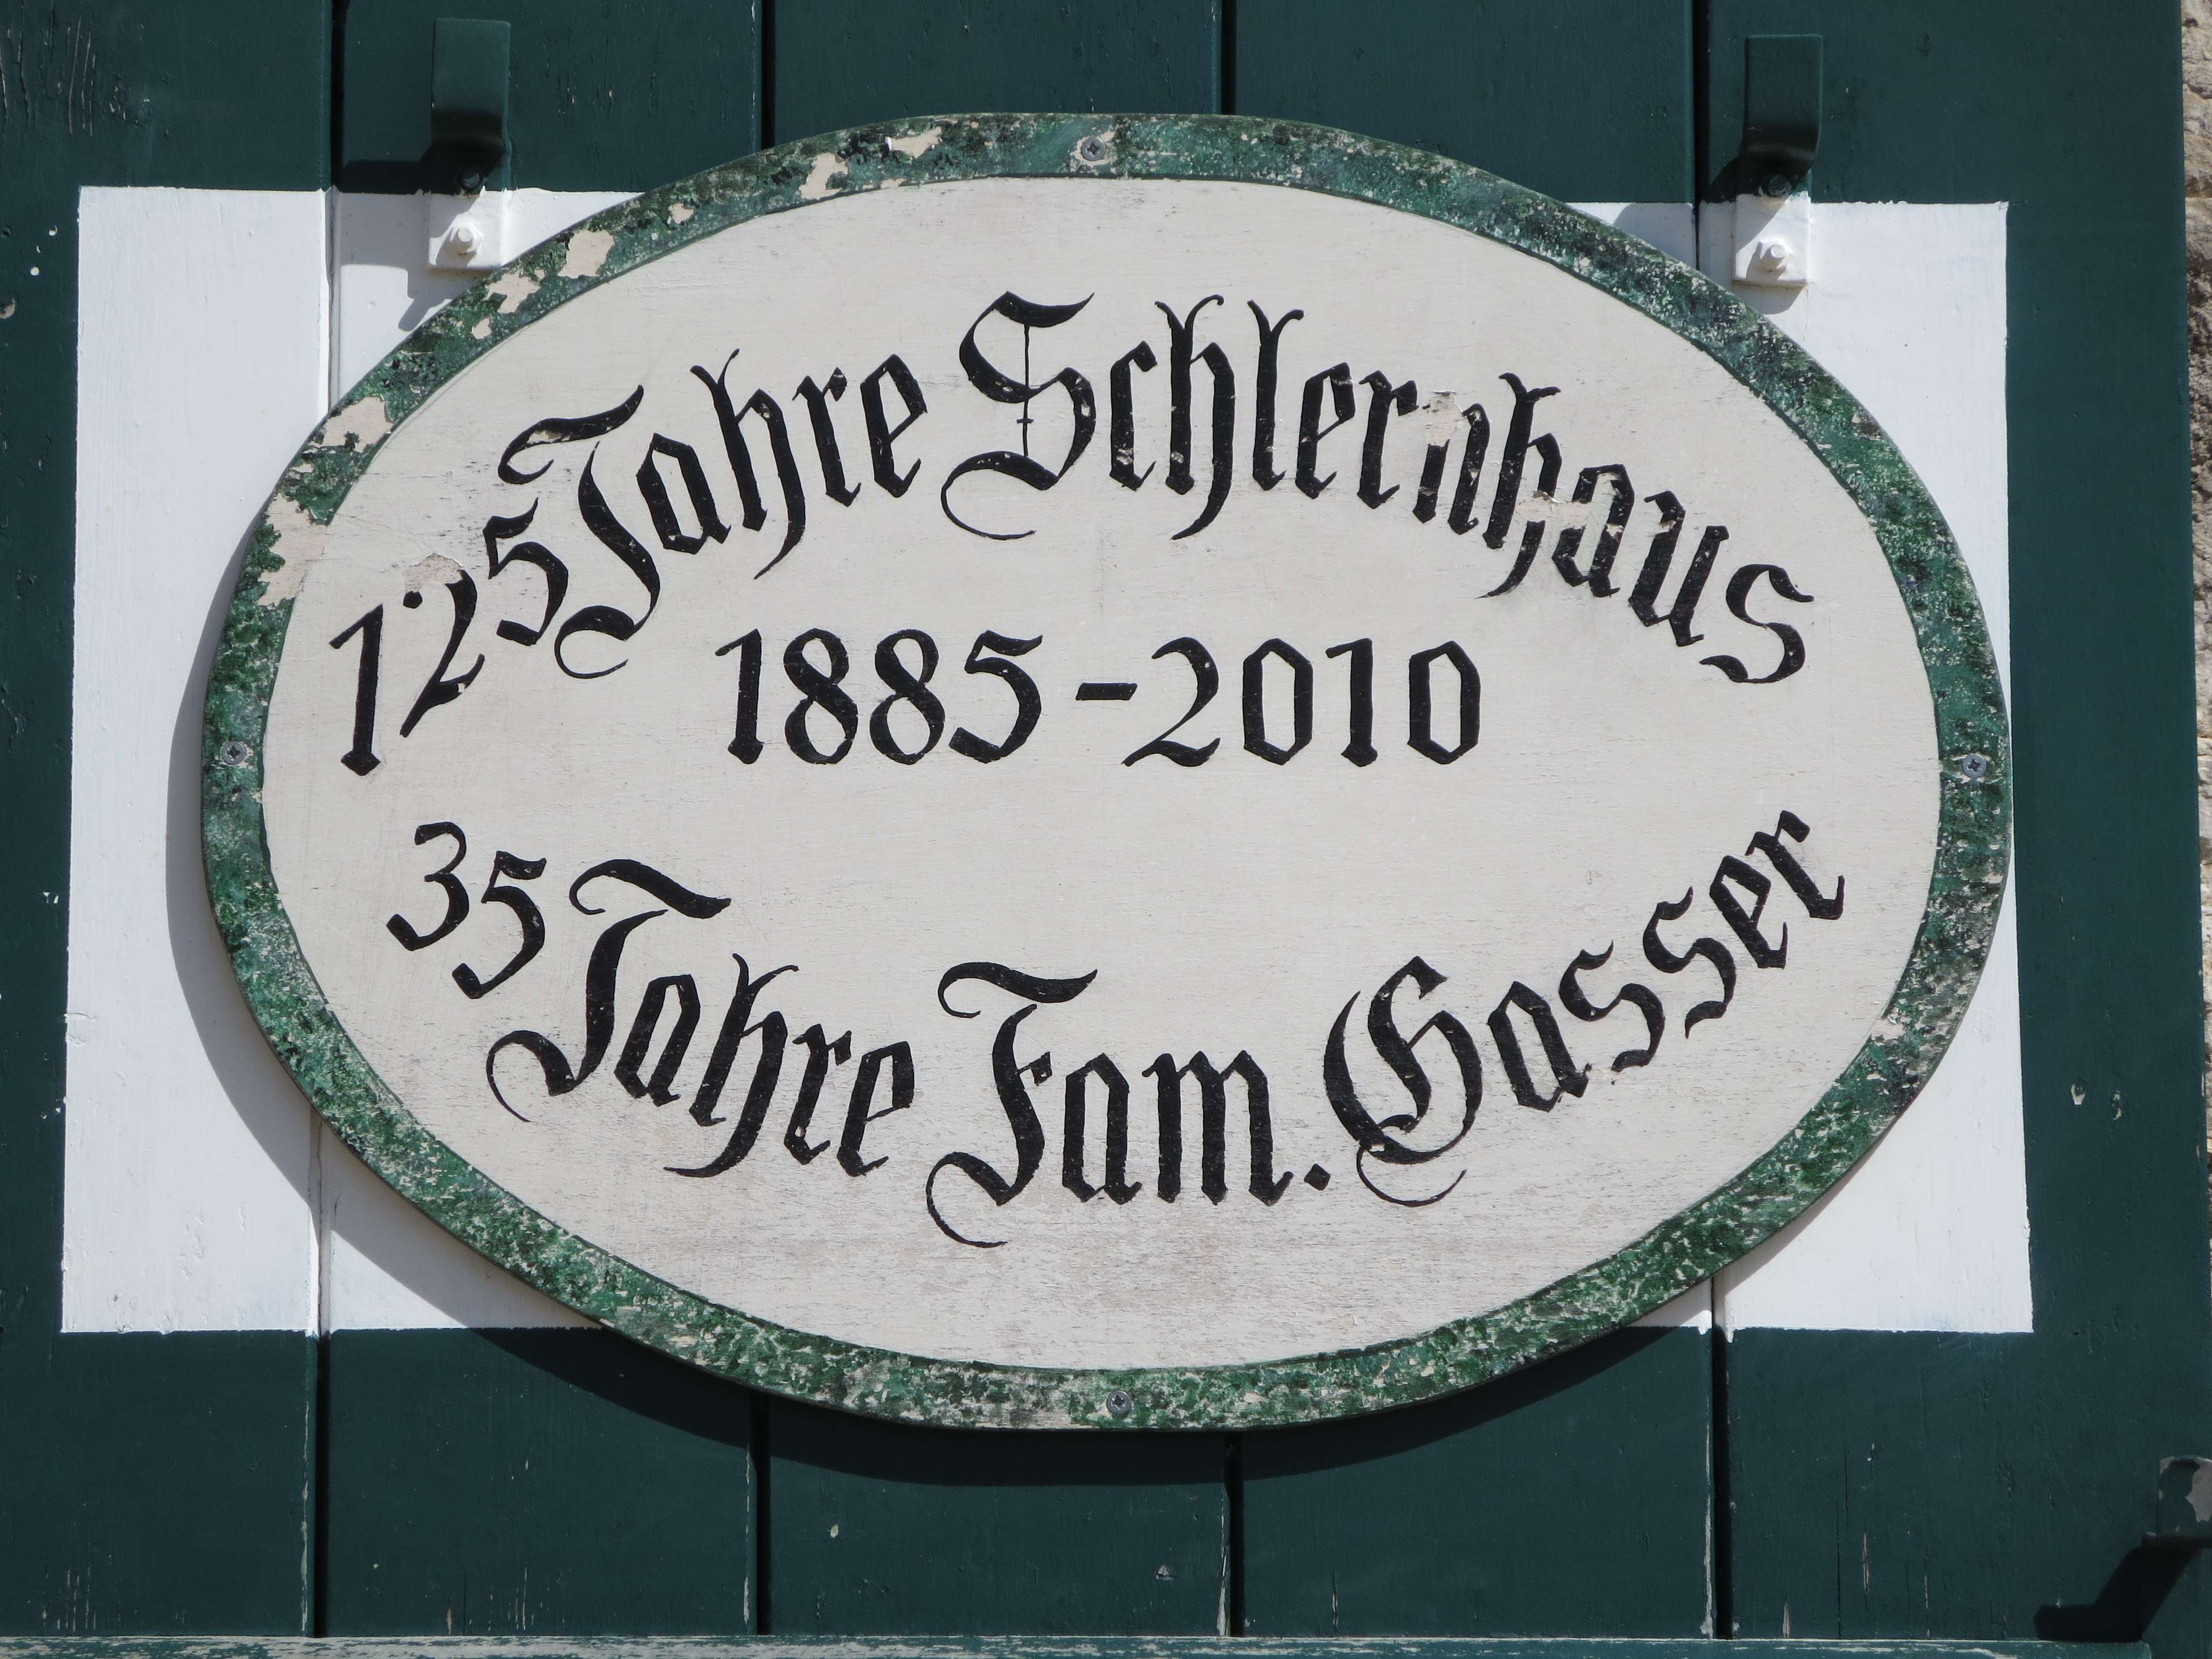 125 Jahre Schlernhaus
1885-2010
35 Jahre Fam. Gasser